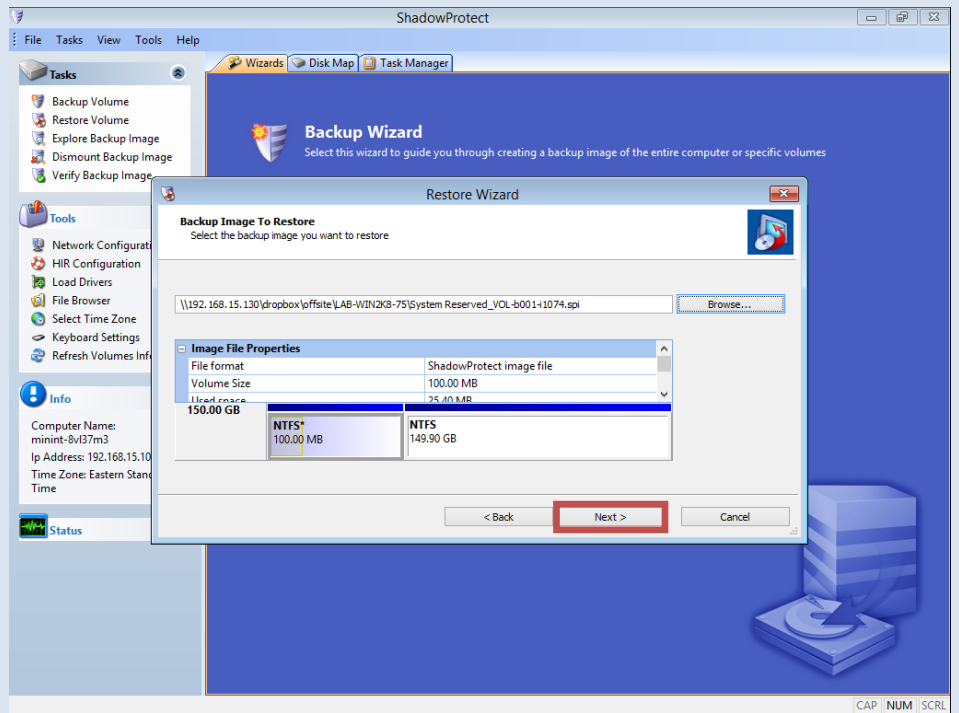 ShadowProtect
File Tasks View Tools Help
Wizards Disk Map Task Manager
Tasks
Backup Volume
Restore Volume
Explore Backup Image
Dismount Backup Image
Verify Backup Image
Tools
Network Configurati
HIR Configuration
Load Drivers
File Browser
Select Time Zone
Keyboard Settings
Refresh Volumes Info
Info
Computer Name:
minint-8vl37m3
Ip Address: 192.168.15.10
Time Zone: Eastern Stand
Time
Status
Backup Wizard
Select this wizard to guide you through creating a backup image of the entire computer or specific volumes
Restore Wizard
Backup Image To Restore
Select the backup image you want to restore
\\192.168.15.130\dropbox\offsite\LAB-WIN2K8-75\System Reserved_VOL-b001-i1074.spi
Browse...
Image File Properties
File format ShadowProtect image file
Volume Size 100.00 MB
Used space 25.40 MB
150.00 GB
NTFS*
100.00 MB
NTFS
149.90 GB
< Back Next > Cancel
CAP NUM SCRL